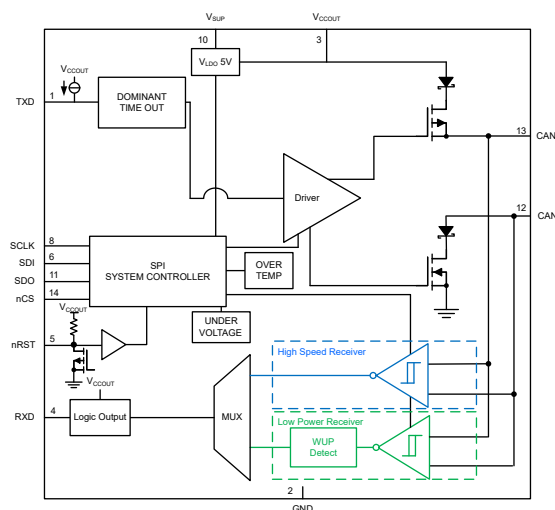 VSUP
VCCOUT
10
3
VLDO 5V
VCCOUT
TXD
1
DOMINANT
TIME OUT
13
CAN
Driver
12
CAN
SCLK
8
SDI
6
SDO
11
nCS
14
SPI
SYSTEM CONTROLLER
OVER
TEMP
UNDER
VOLTAGE
VCCOUT
nRST
5
High Speed Receiver
VCCOUT
RXD
4
Logic Output
MUX
Low Power Receiver
WUP
Detect
2
GND